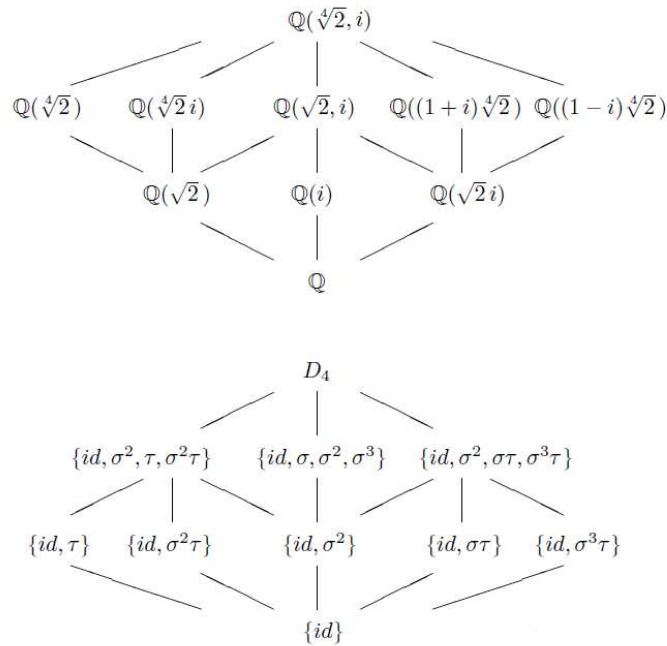 ℚ(∜2, i)
ℚ(∜2) ℚ(∜2 i) ℚ(√2, i) ℚ((1 + i)∜2) ℚ((1 − i)∜2)
ℚ(√2) ℚ(i) ℚ(√2 i)
ℚ
D₄
{id, σ², τ, σ²τ} {id, σ, σ², σ³} {id, σ², στ, σ³τ}
{id, τ} {id, σ²τ} {id, σ²} {id, στ} {id, σ³τ}
{id}